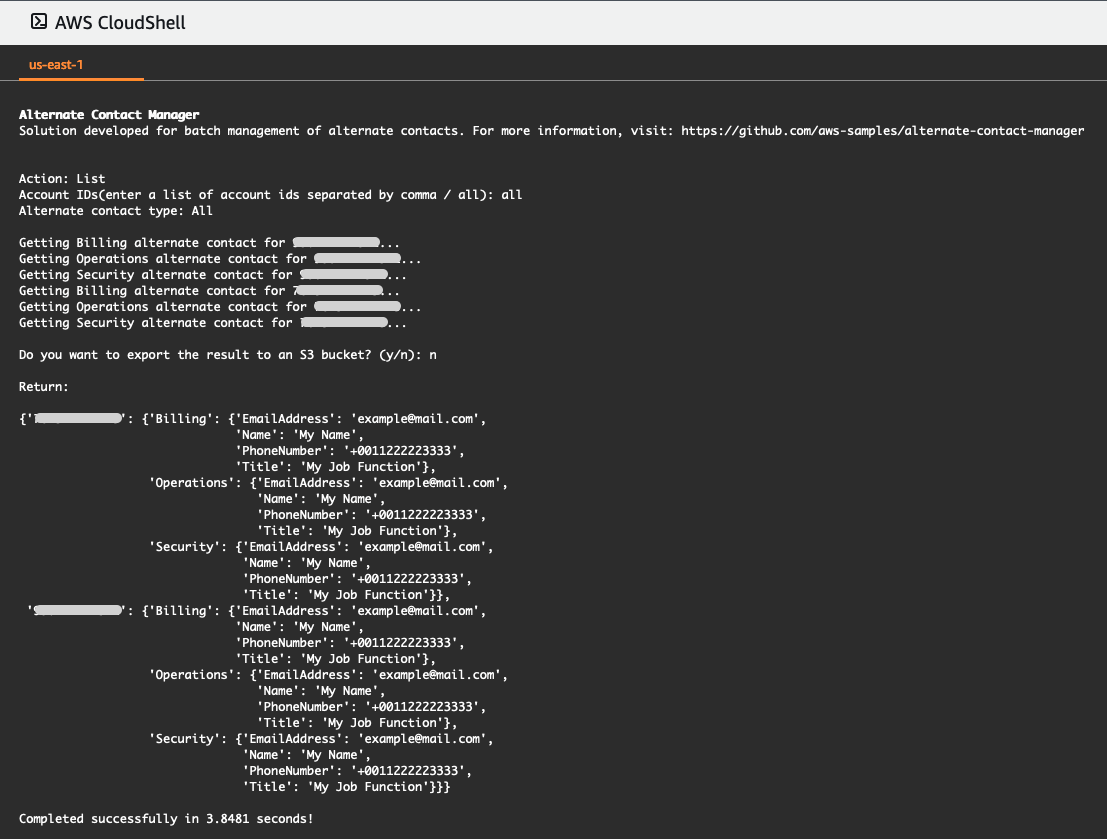 AWS CloudShell
us-east-1
Alternate Contact Manager
Solution developed for batch management of alternate contacts. For more information, visit: https://github.com/aws-samples/alternate-contact-manager
Action: List
Account IDs(enter a list of account ids separated by comma / all): all
Alternate contact type: All
Getting Billing alternate contact for ...
Getting Operations alternate contact for ...
Getting Security alternate contact for ...
Getting Billing alternate contact for ...
Getting Operations alternate contact for ...
Getting Security alternate contact for ...
Do you want to export the result to an S3 bucket? (y/n): n
Return:
{'': {'Billing': {'EmailAddress': 'example@mail.com',
'Name': 'My Name',
'PhoneNumber': '+0011222223333',
'Title': 'My Job Function'},
'Operations': {'EmailAddress': 'example@mail.com',
'Name': 'My Name',
'PhoneNumber': '+0011222223333',
'Title': 'My Job Function'},
'Security': {'EmailAddress': 'example@mail.com',
'Name': 'My Name',
'PhoneNumber': '+0011222223333',
'Title': 'My Job Function'}},
'': {'Billing': {'EmailAddress': 'example@mail.com',
'Name': 'My Name',
'PhoneNumber': '+0011222223333',
'Title': 'My Job Function'},
'Operations': {'EmailAddress': 'example@mail.com',
'Name': 'My Name',
'PhoneNumber': '+0011222223333',
'Title': 'My Job Function'},
'Security': {'EmailAddress': 'example@mail.com',
'Name': 'My Name',
'PhoneNumber': '+0011222223333',
'Title': 'My Job Function'}}}
Completed successfully in 3.8481 seconds!